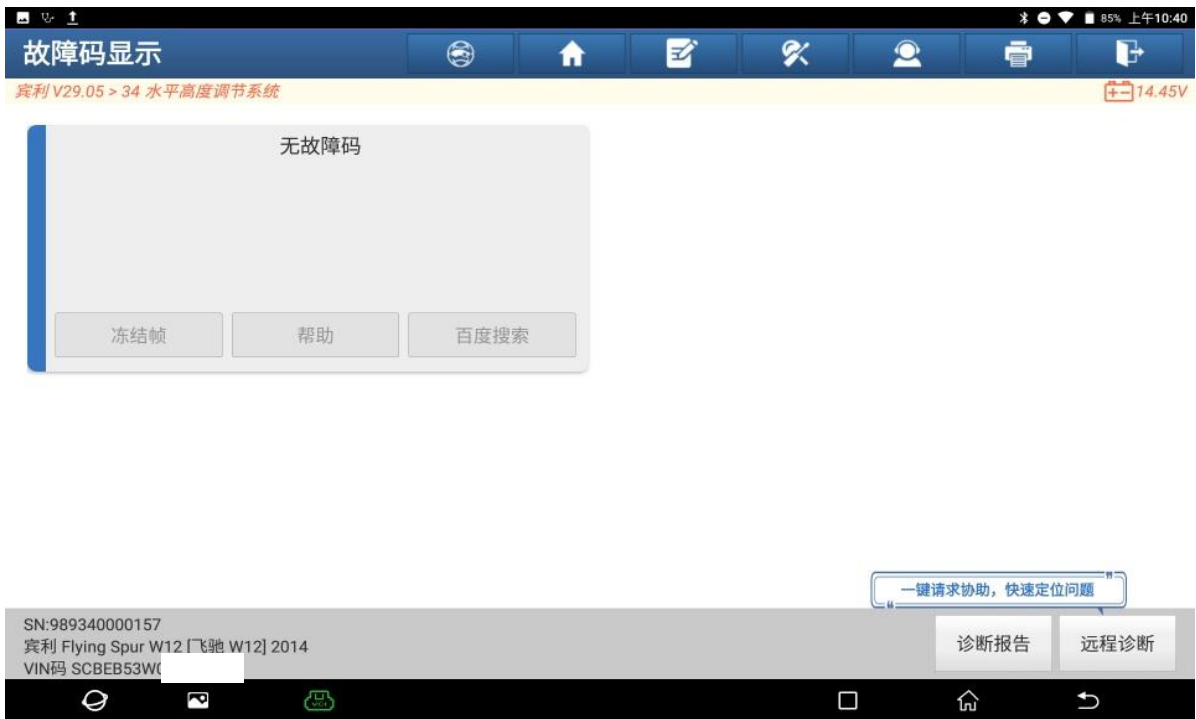 85% 上午10:40
故障码显示
宾利 V29.05 > 34 水平高度调节系统
14.45V
无故障码
冻结帧 帮助 百度搜索
一键请求协助，快速定位问题
SN:989340000157
宾利 Flying Spur W12 [飞驰 W12] 2014
VIN码 SCBEB53W
诊断报告 远程诊断
VCI